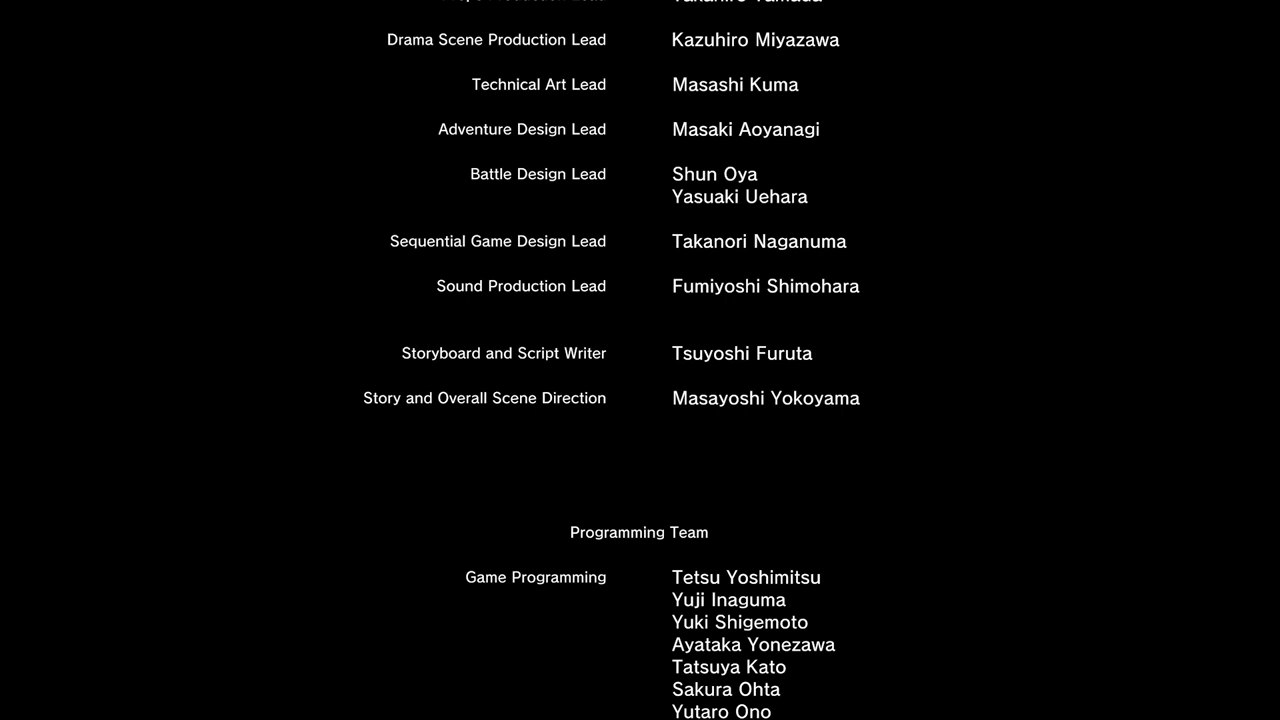 Drama Scene Production Lead Kazuhiro Miyazawa
Technical Art Lead Masashi Kuma
Adventure Design Lead Masaki Aoyanagi
Battle Design Lead Shun Oya
Yasuaki Uehara
Sequential Game Design Lead Takanori Naganuma
Sound Production Lead Fumiyoshi Shimohara
Storyboard and Script Writer Tsuyoshi Furuta
Story and Overall Scene Direction Masayoshi Yokoyama
Programming Team
Game Programming Tetsu Yoshimitsu
Yuji Inaguma
Yuki Shigemoto
Ayataka Yonezawa
Tatsuya Kato
Sakura Ohta
Yutaro Ono